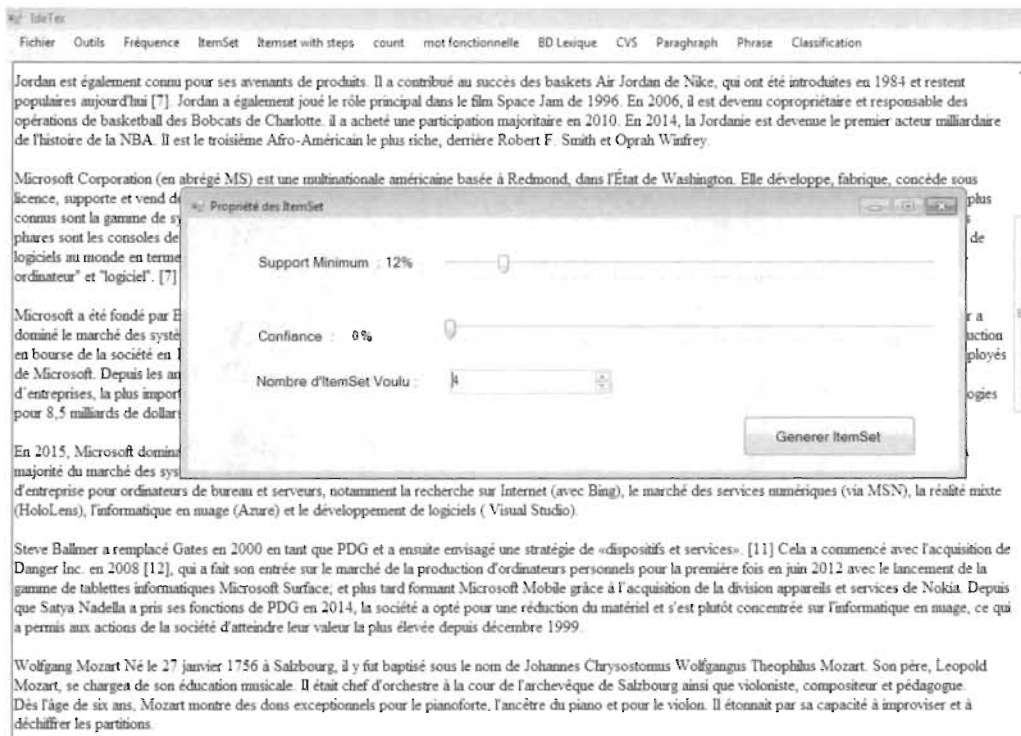 IdeTex
Fichier Outils Fréquence ItemSet Itemset with steps count mot fonctionnelle BD Lexique CVS Paraghraph Phrase Classification
Jordan est également connu pour ses avenants de produits. Il a contribué au succès des baskets Air Jordan de Nike, qui ont été introduites en 1984 et restent
populaires aujourd'hui [7]. Jordan a également joué le rôle principal dans le film Space Jam de 1996. En 2006, il est devenu copropriétaire et responsable des
opérations de basketball des Bobcats de Charlotte. il a acheté une participation majoritaire en 2010. En 2014, la Jordanie est devenue le premier acteur milliardaire
de l'histoire de la NBA. Il est le troisième Afro-Américain le plus riche, derrière Robert F. Smith et Oprah Winfrey.
Microsoft Corporation (en abrégé MS) est une multinationale américaine basée à Redmond, dans l'État de Washington. Elle développe, fabrique, concède sous
licence, supporte et vend de plus
connus sont la gamme de sy
phares sont les consoles de de
logiciels au monde en terme
ordinateur" et "logiciel". [7]
Microsoft a été fondé par B r a
dominé le marché des systè uction
en bourse de la société en 1 ployés
de Microsoft. Depuis les an
d'entreprises, la plus import ogies
pour 8,5 milliards de dollar
En 2015, Microsoft domina
majorité du marché des sys
Propriété des ItemSet
Support Minimum : 12%
Confiance : 0%
Nombre d'ItemSet Voulu : 4
Generer ItemSet
d'entreprise pour ordinateurs de bureau et serveurs, notamment la recherche sur Internet (avec Bing), le marché des services numériques (via MSN), la réalité mixte
(HoloLens), l'informatique en nuage (Azure) et le développement de logiciels ( Visual Studio).
Steve Ballmer a remplacé Gates en 2000 en tant que PDG et a ensuite envisagé une stratégie de «dispositifs et services». [11] Cela a commencé avec l'acquisition de
Danger Inc. en 2008 [12], qui a fait son entrée sur le marché de la production d'ordinateurs personnels pour la première fois en juin 2012 avec le lancement de la
gamme de tablettes informatiques Microsoft Surface; et plus tard formant Microsoft Mobile grâce à l'acquisition de la division appareils et services de Nokia. Depuis
que Satya Nadella a pris ses fonctions de PDG en 2014, la société a opté pour une réduction du matériel et s'est plutôt concentrée sur l'informatique en nuage, ce qui
a permis aux actions de la société d'atteindre leur valeur la plus élevée depuis décembre 1999.
Wolfgang Mozart Né le 27 janvier 1756 à Salzbourg, il y fut baptisé sous le nom de Johannes Chrysostomus Wolfgangus Theophilus Mozart. Son père, Leopold
Mozart, se chargea de son éducation musicale. Il était chef d'orchestre à la cour de l'archevêque de Salzbourg ainsi que violoniste, compositeur et pédagogue.
Dès l'âge de six ans, Mozart montre des dons exceptionnels pour le pianoforte, l'ancêtre du piano et pour le violon. Il étonnait par sa capacité à improviser et à
déchiffrer les partitions.